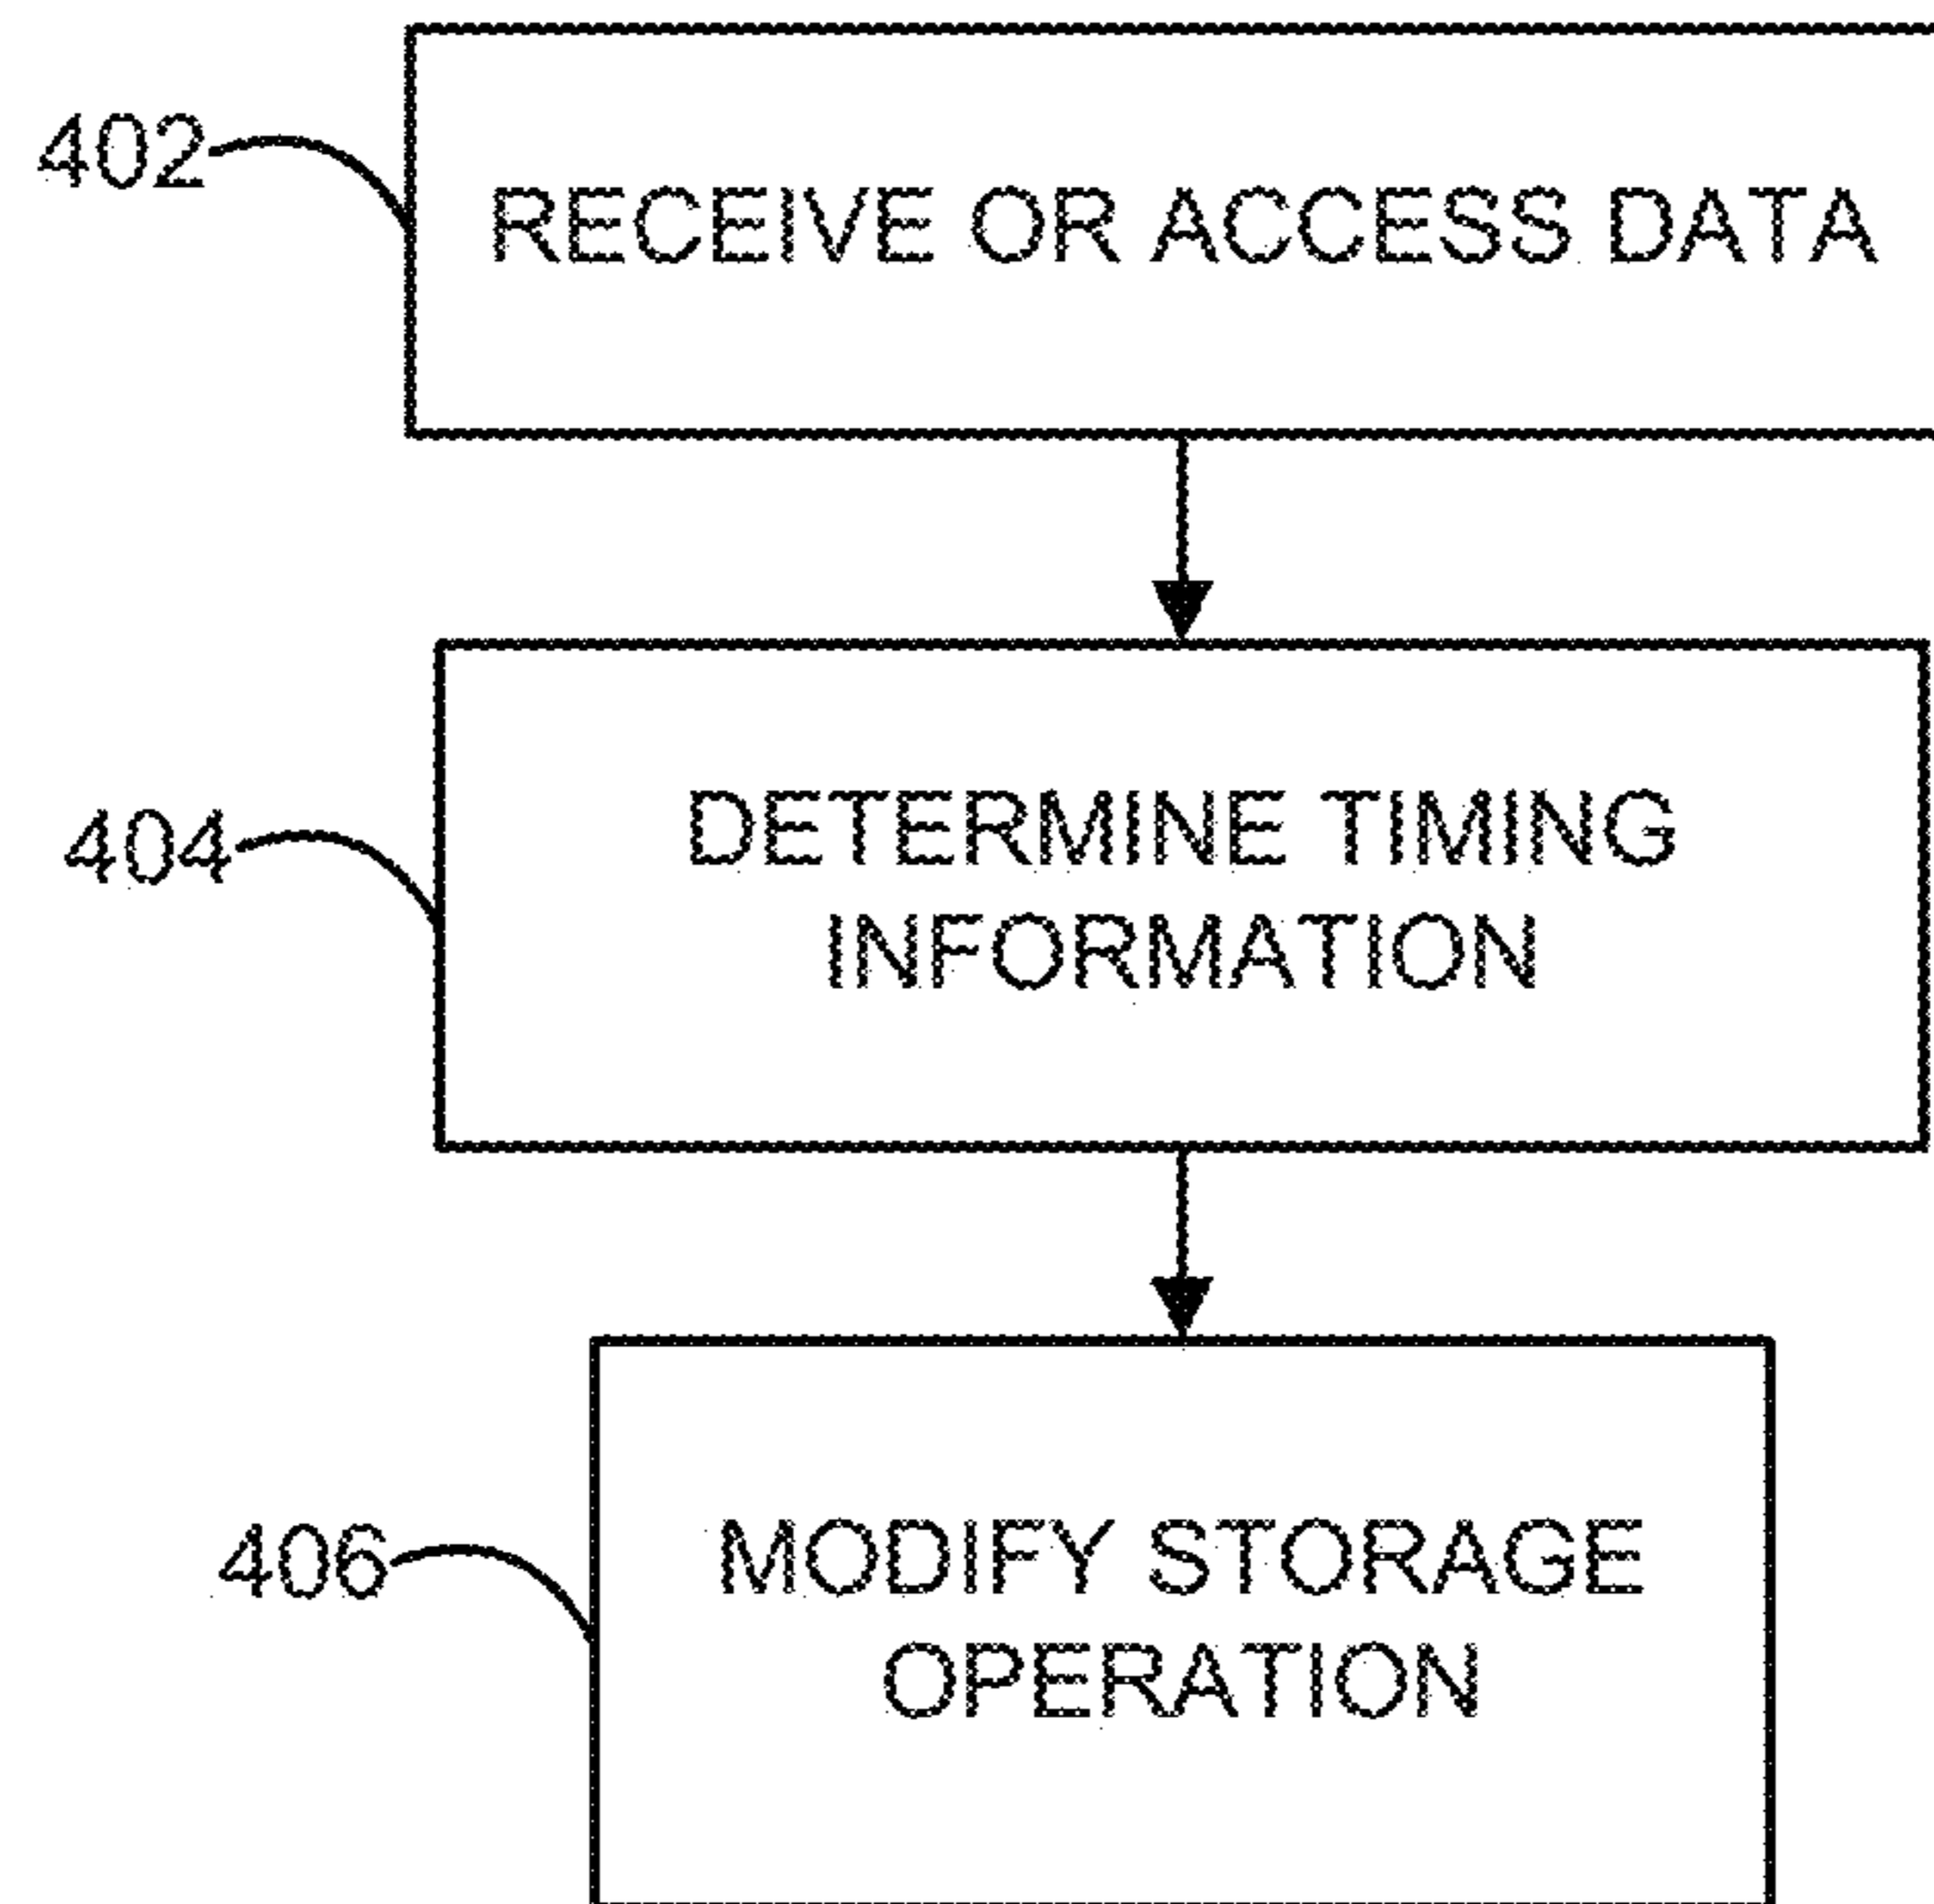 402
RECEIVE OR ACCESS DATA
404
DETERMINE TIMING
INFORMATION
406
MODIFY STORAGE
OPERATION